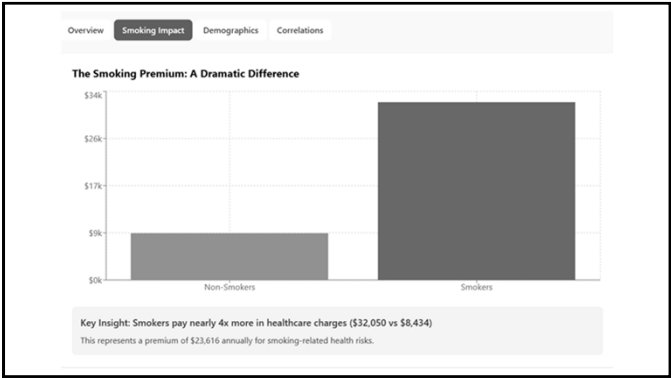 Overview Smoking Impact Demographics Correlations
The Smoking Premium: A Dramatic Difference
$34k
$26k
$17k
$9k
$0k
Non-Smokers Smokers
Key Insight: Smokers pay nearly 4x more in healthcare charges ($32,050 vs $8,434)
This represents a premium of $23,616 annually for smoking-related health risks.